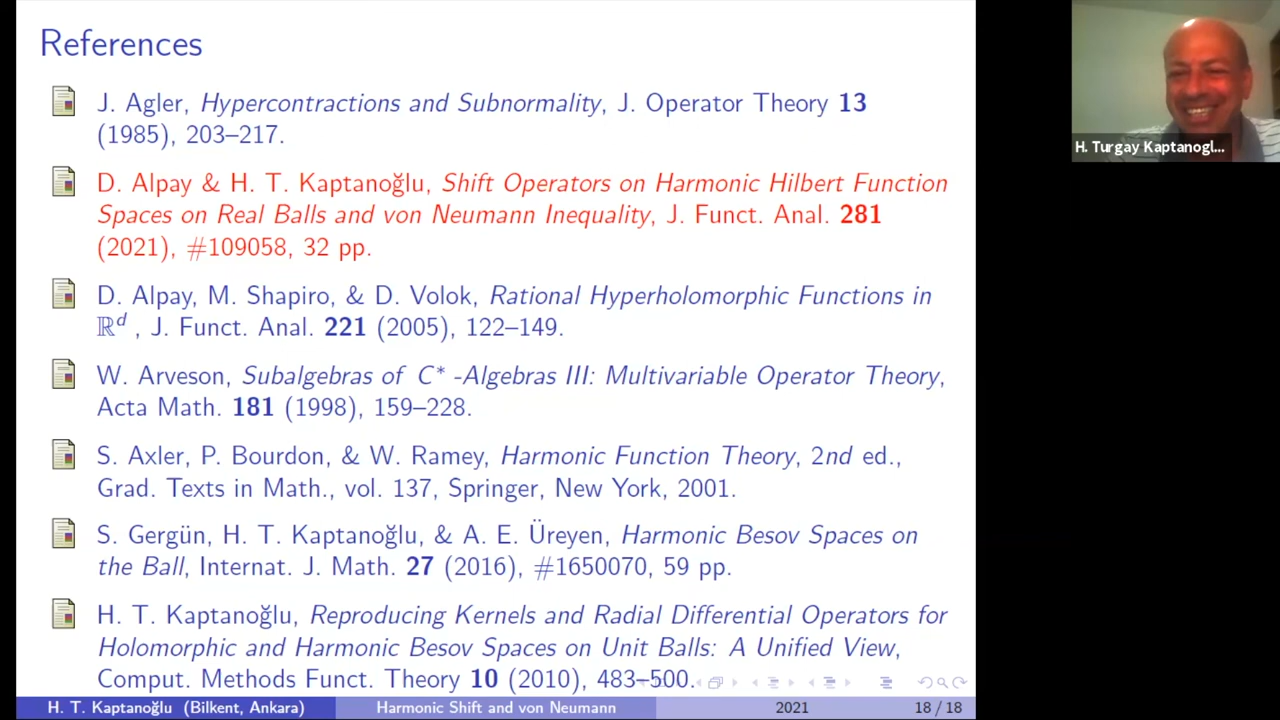 References
J. Agler, Hypercontractions and Subnormality, J. Operator Theory 13
(1985), 203–217.
D. Alpay & H. T. Kaptanoğlu, Shift Operators on Harmonic Hilbert Function
Spaces on Real Balls and von Neumann Inequality, J. Funct. Anal. 281
(2021), #109058, 32 pp.
D. Alpay, M. Shapiro, & D. Volok, Rational Hyperholomorphic Functions in
ℝᵈ , J. Funct. Anal. 221 (2005), 122–149.
W. Arveson, Subalgebras of C* -Algebras III: Multivariable Operator Theory,
Acta Math. 181 (1998), 159–228.
S. Axler, P. Bourdon, & W. Ramey, Harmonic Function Theory, 2nd ed.,
Grad. Texts in Math., vol. 137, Springer, New York, 2001.
S. Gergün, H. T. Kaptanoğlu, & A. E. Üreyen, Harmonic Besov Spaces on
the Ball, Internat. J. Math. 27 (2016), #1650070, 59 pp.
H. T. Kaptanoğlu, Reproducing Kernels and Radial Differential Operators for
Holomorphic and Harmonic Besov Spaces on Unit Balls: A Unified View,
Comput. Methods Funct. Theory 10 (2010), 483–500.
H. T. Kaptanoğlu (Bilkent, Ankara) Harmonic Shift and von Neumann 2021 18 / 18
H. Turgay Kaptanogl...